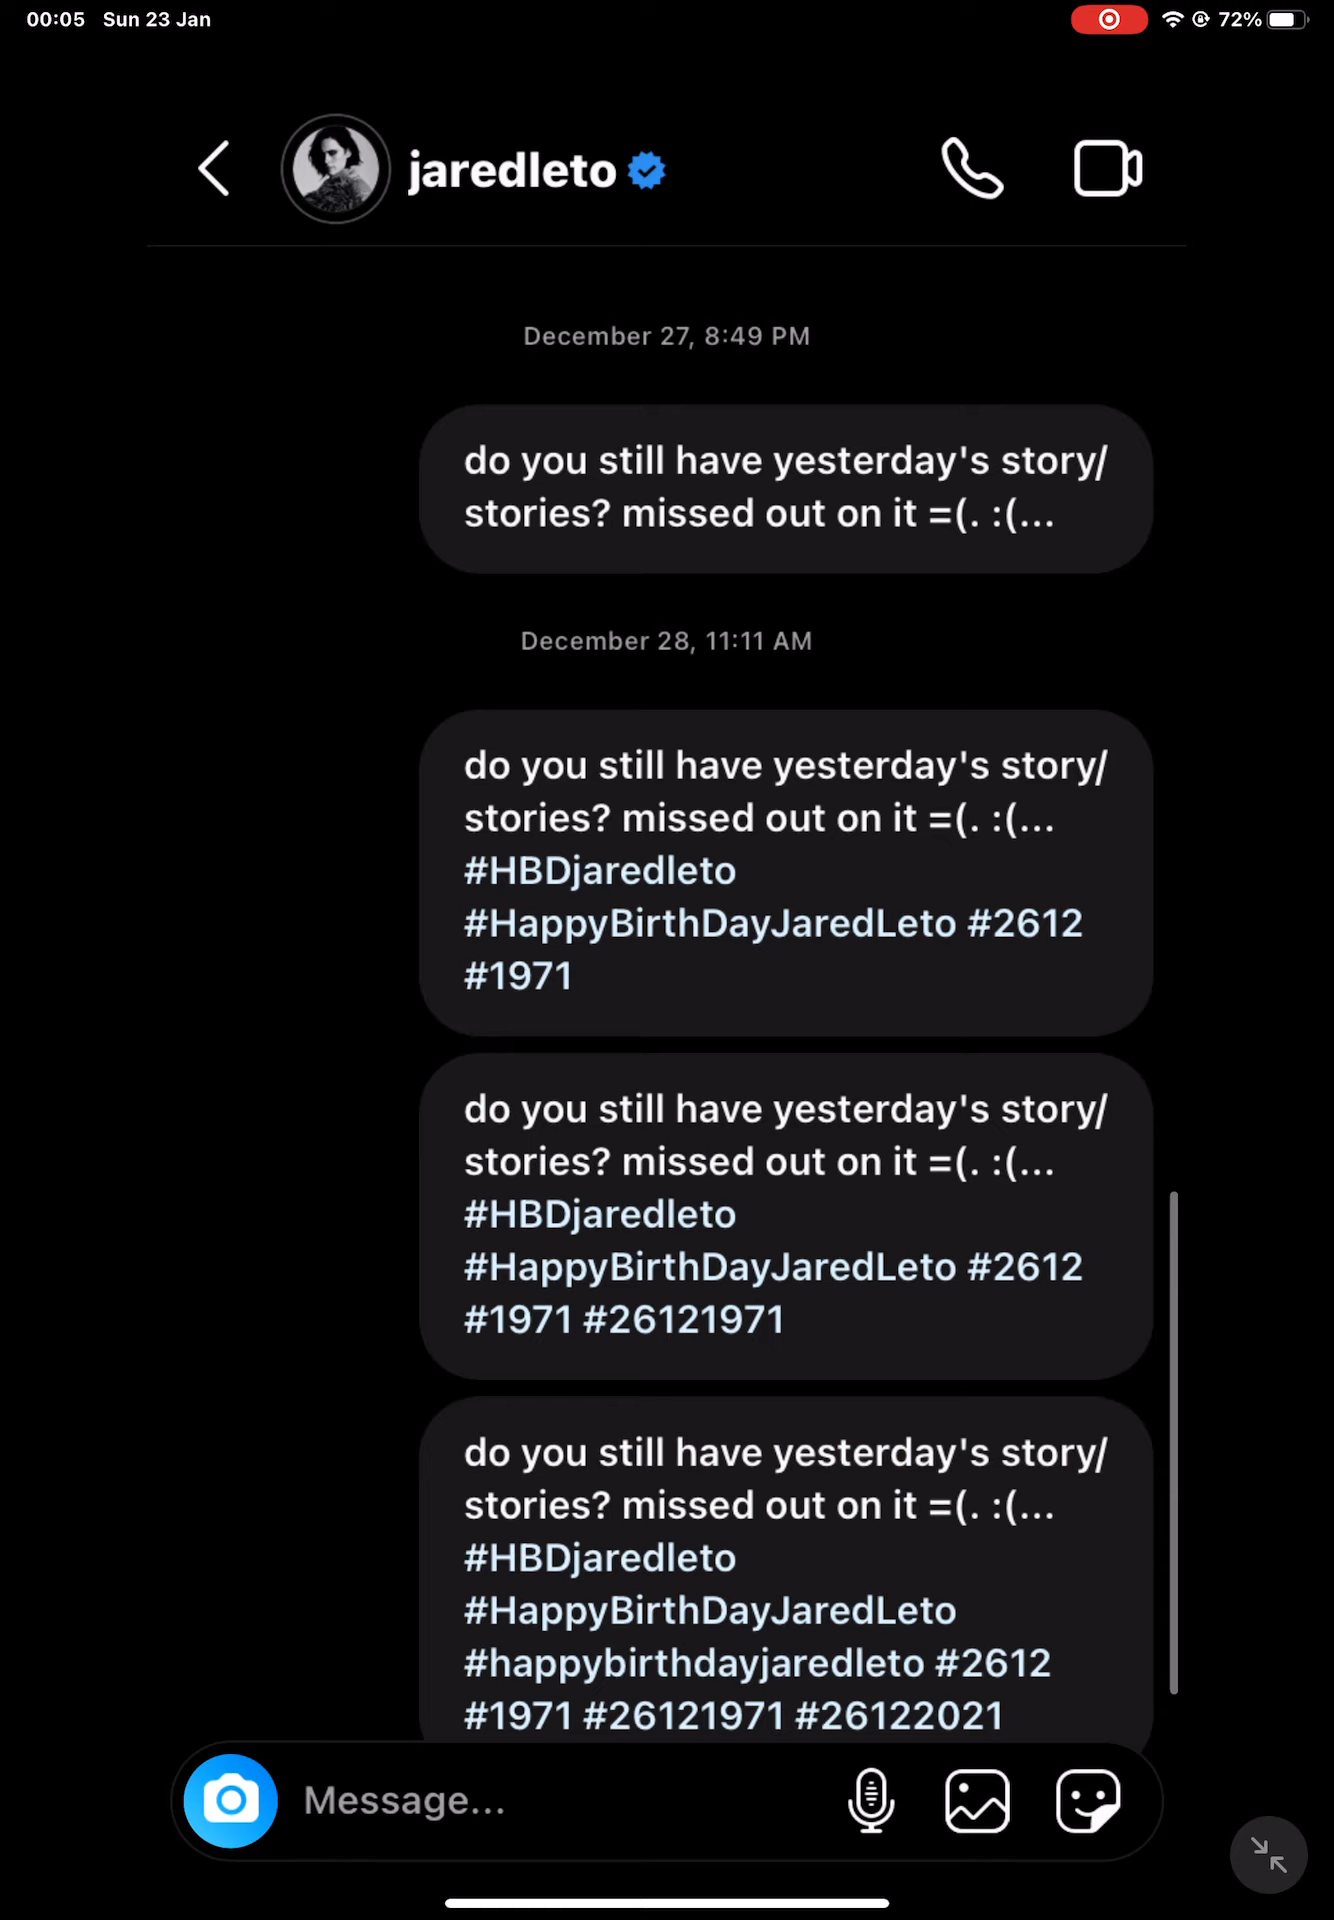 00:05 Sun 23 Jan
72%
jaredleto
December 27, 8:49 PM
do you still have yesterday's story/
stories? missed out on it =(. :(...
December 28, 11:11 AM
do you still have yesterday's story/
stories? missed out on it =(. :(...
#HBDjaredleto
#HappyBirthDayJaredLeto #2612
#1971
do you still have yesterday's story/
stories? missed out on it =(. :(...
#HBDjaredleto
#HappyBirthDayJaredLeto #2612
#1971 #26121971
do you still have yesterday's story/
stories? missed out on it =(. :(...
#HBDjaredleto
#HappyBirthDayJaredLeto
#happybirthdayjaredleto #2612
#1971 #26121971 #26122021
Message...